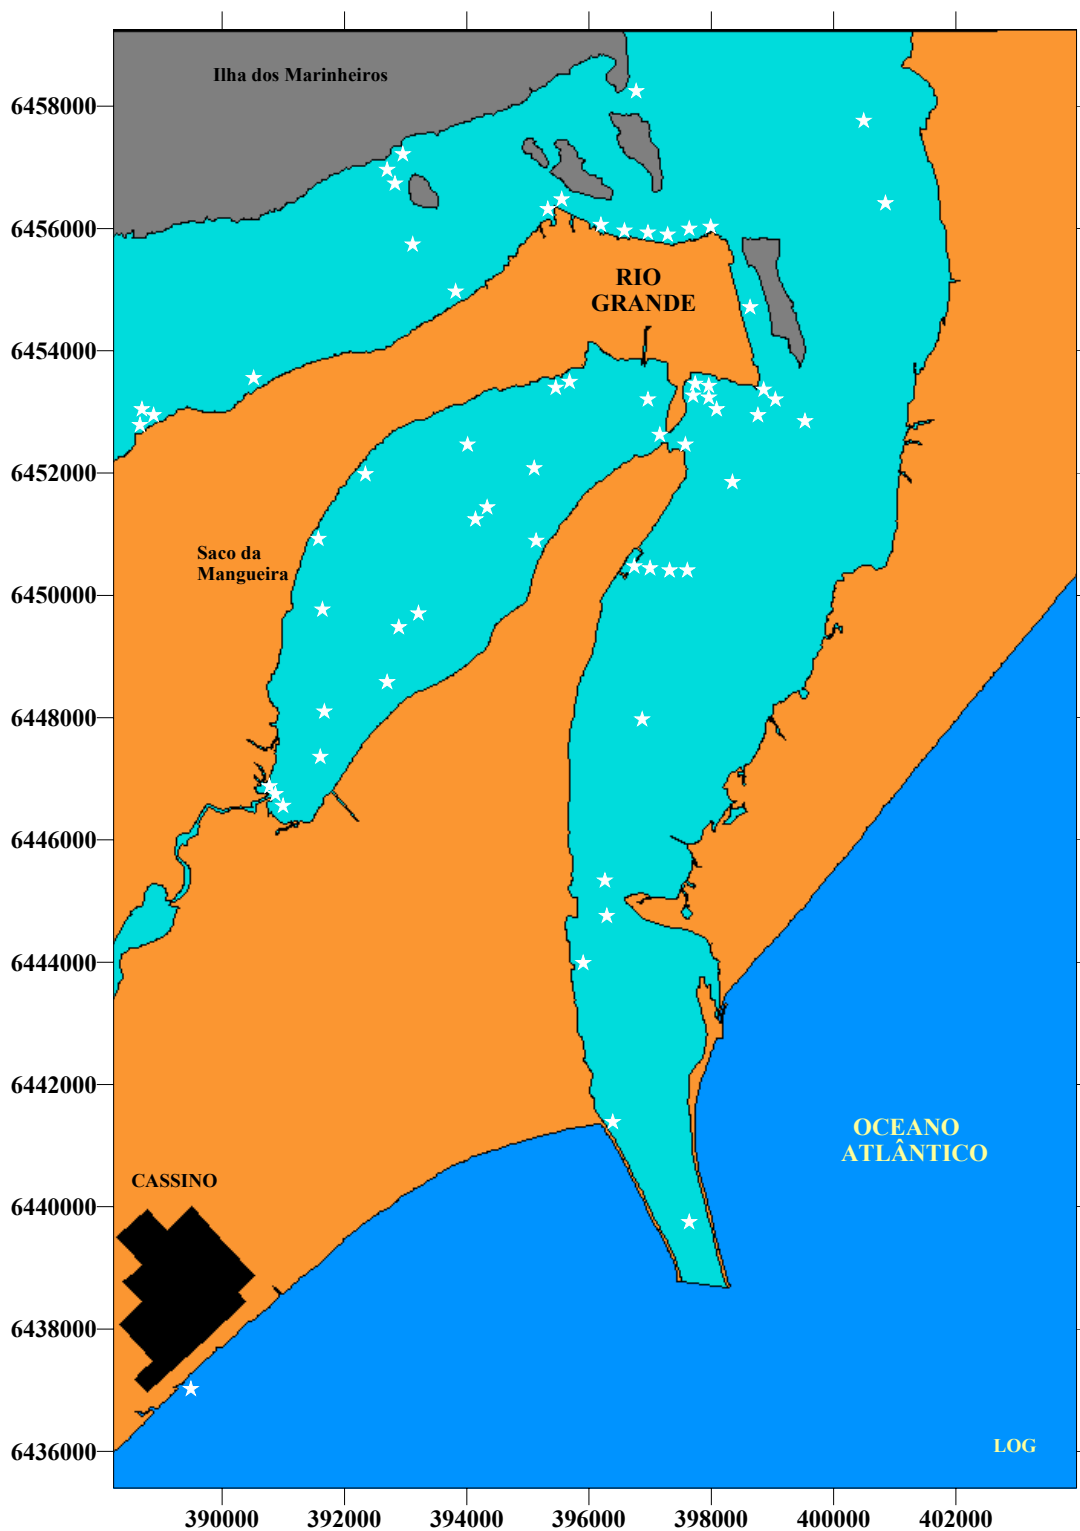 Ilha dos Marinheiros
6458000
6456000
RIO
GRANDE
6454000
6452000
Saco da
Mangueira
6450000
6448000
6446000
6444000
6442000
OCEANO
ATLÂNTICO
CASSINO
6440000
6438000
LOG
6436000
390000 392000 394000 396000 398000 400000 402000